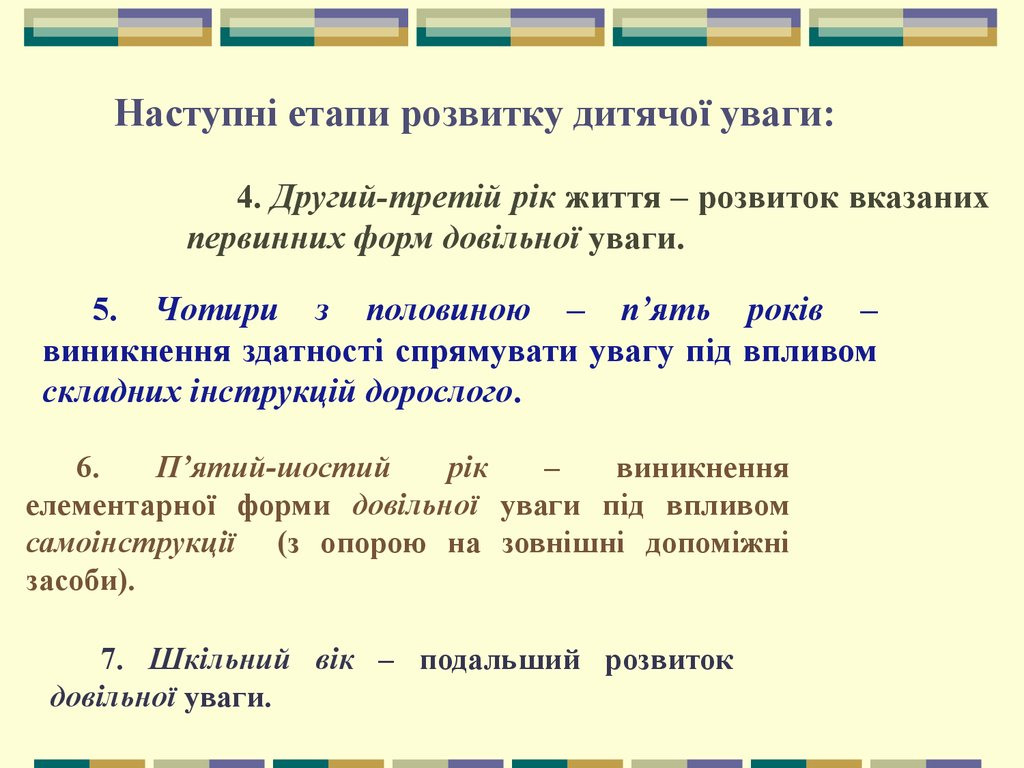 Наступні етапи розвитку дитячої уваги:
4. Другий-третій рік життя – розвиток вказаних
первинних форм довільної уваги.
5. Чотири з половиною – п’ять років –
виникнення здатності спрямувати увагу під впливом
складних інструкцій дорослого.
6. П’ятий-шостий рік – виникнення
елементарної форми довільної уваги під впливом
самоінструкції (з опорою на зовнішні допоміжні
засоби).
7. Шкільний вік – подальший розвиток
довільної уваги.